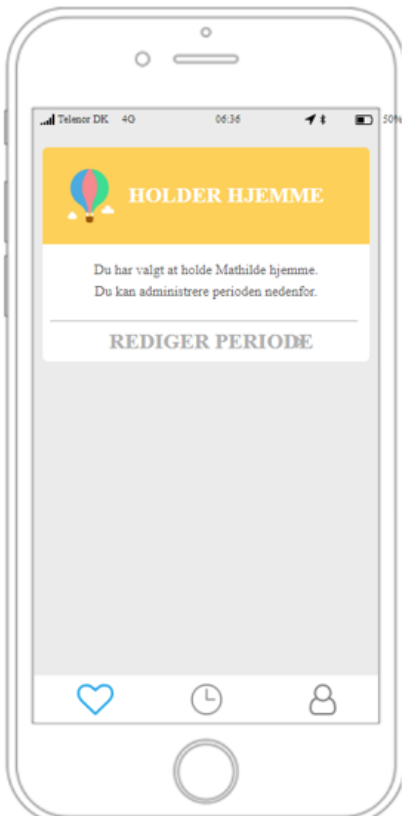 Telenor DK 4G 06:36 50%
HOLDER HJEMME
Du har valgt at holde Mathilde hjemme.
Du kan administrere perioden nedenfor.
REDIGER PERIODE